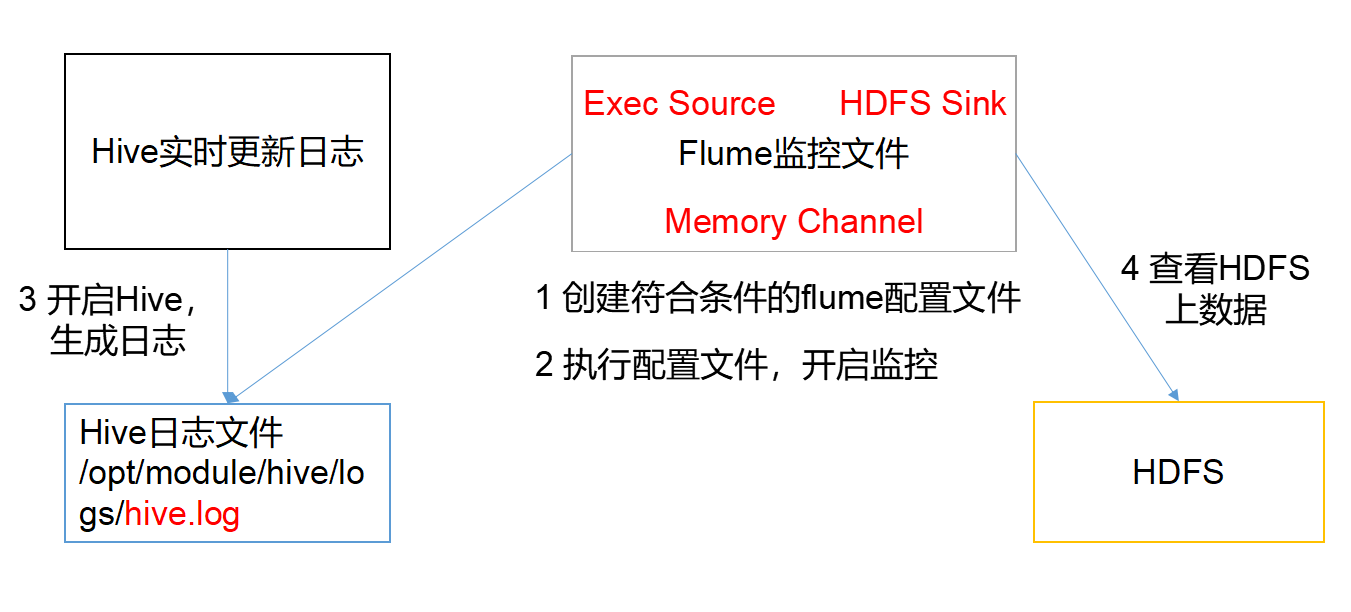 Hive实时更新日志
Exec Source
HDFS Sink
Flume监控文件
Memory Channel
3 开启Hive，
生成日志
1 创建符合条件的flume配置文件
2 执行配置文件，开启监控
4 查看HDFS
上数据
Hive日志文件
/opt/module/hive/lo
gs/hive.log
HDFS